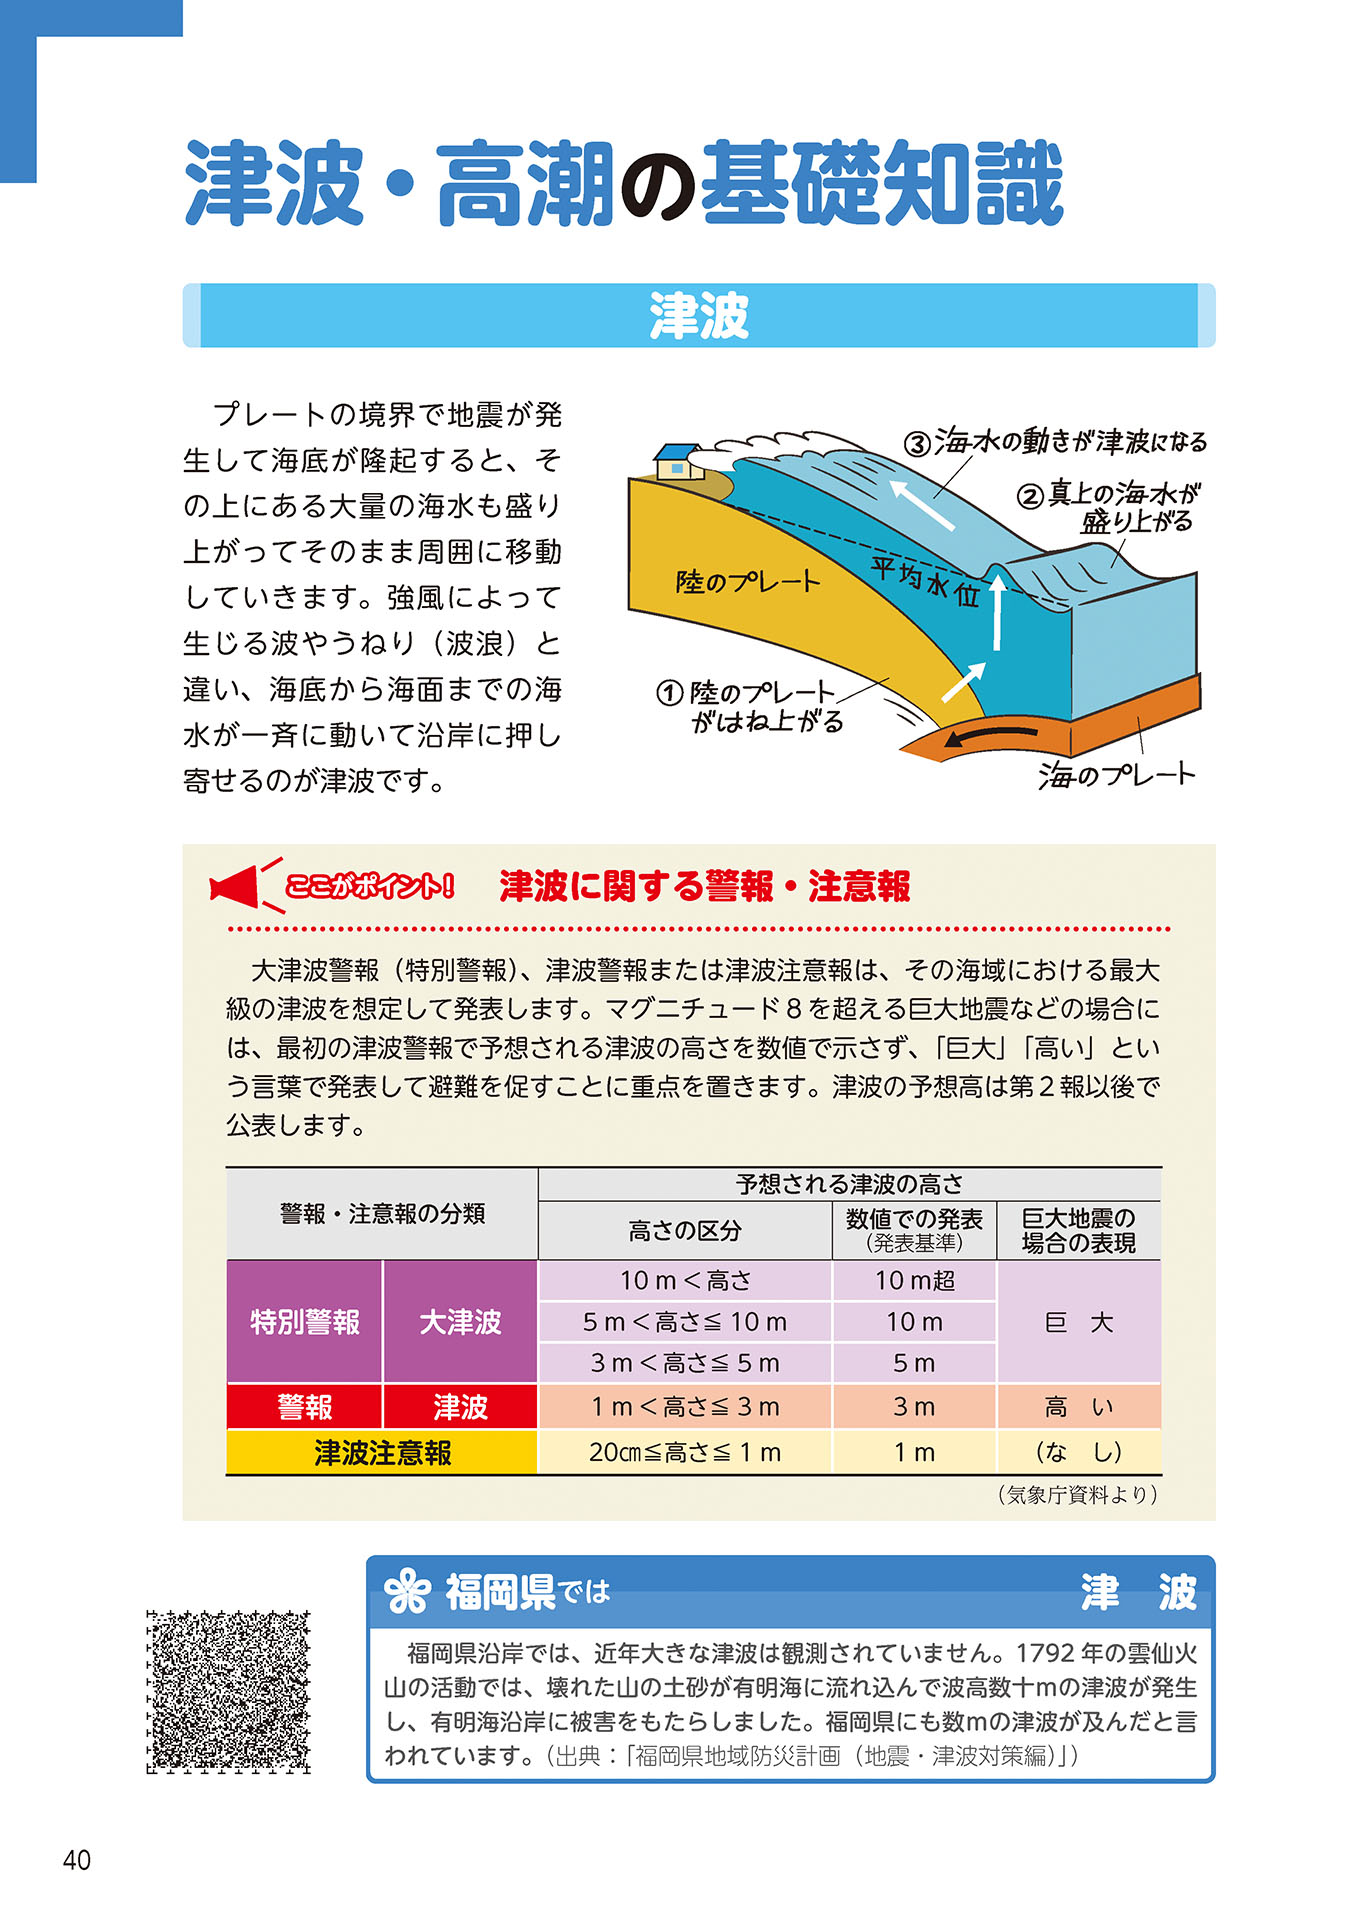 津波・高潮の基礎知識
津波
プレートの境界で地震が発
生して海底が隆起すると、そ
の上にある大量の海水も盛り
上がってそのまま周囲に移動
していきます。強風によって
生じる波やうねり（波浪）と
違い、海底から海面までの海
水が一斉に動いて沿岸に押し
寄せるのが津波です。
③海水の動きが津波になる
②真上の海水が
盛り上がる
平均水位
陸のプレート
①陸のプレート
がはね上がる
海のプレート
ここがポイント! 津波に関する警報・注意報
大津波警報（特別警報）、津波警報または津波注意報は、その海域における最大
級の津波を想定して発表します。マグニチュード８を超える巨大地震などの場合に
は、最初の津波警報で予想される津波の高さを数値で示さず、「巨大」「高い」とい
う言葉で発表して避難を促すことに重点を置きます。津波の予想高は第２報以後で
公表します。
警報・注意報の分類 予想される津波の高さ
高さの区分 数値での発表（発表基準） 巨大地震の場合の表現
特別警報 大津波 10ｍ＜高さ 10ｍ超 巨　大
5ｍ＜高さ≦10ｍ 10ｍ
3ｍ＜高さ≦5ｍ 5ｍ
警報 津波 1ｍ＜高さ≦3ｍ 3ｍ 高　い
津波注意報 20㎝≦高さ≦1ｍ 1ｍ （な　し）
（気象庁資料より）
福岡県では 津　波
福岡県沿岸では、近年大きな津波は観測されていません。1792年の雲仙火
山の活動では、壊れた山の土砂が有明海に流れ込んで波高数十mの津波が発生
し、有明海沿岸に被害をもたらしました。福岡県にも数mの津波が及んだと言
われています。（出典：「福岡県地域防災計画（地震・津波対策編）」）
40